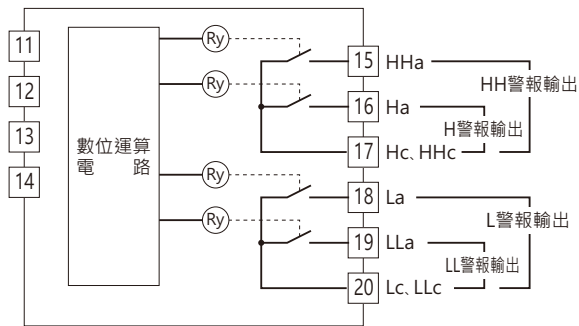 11
12
13
14
數位運算
電 路
Ry
Ry
Ry
Ry
15 HHa
16 Ha
17 Hc、HHc
HH警報輸出
H警報輸出
18 La
19 LLa
20 Lc、LLc
L警報輸出
LL警報輸出